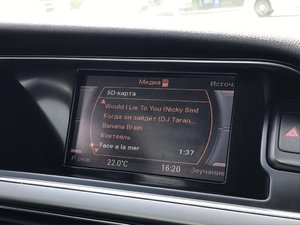 Медиа
Источ.
SD-карта
Would I Lie To You (Nicky Smil
Когда он зайдёт (DJ Taran...
Banana Brain
Коктейль
Face a la mer 1:37
Р. реж 22.0°C 16:20 Звучание